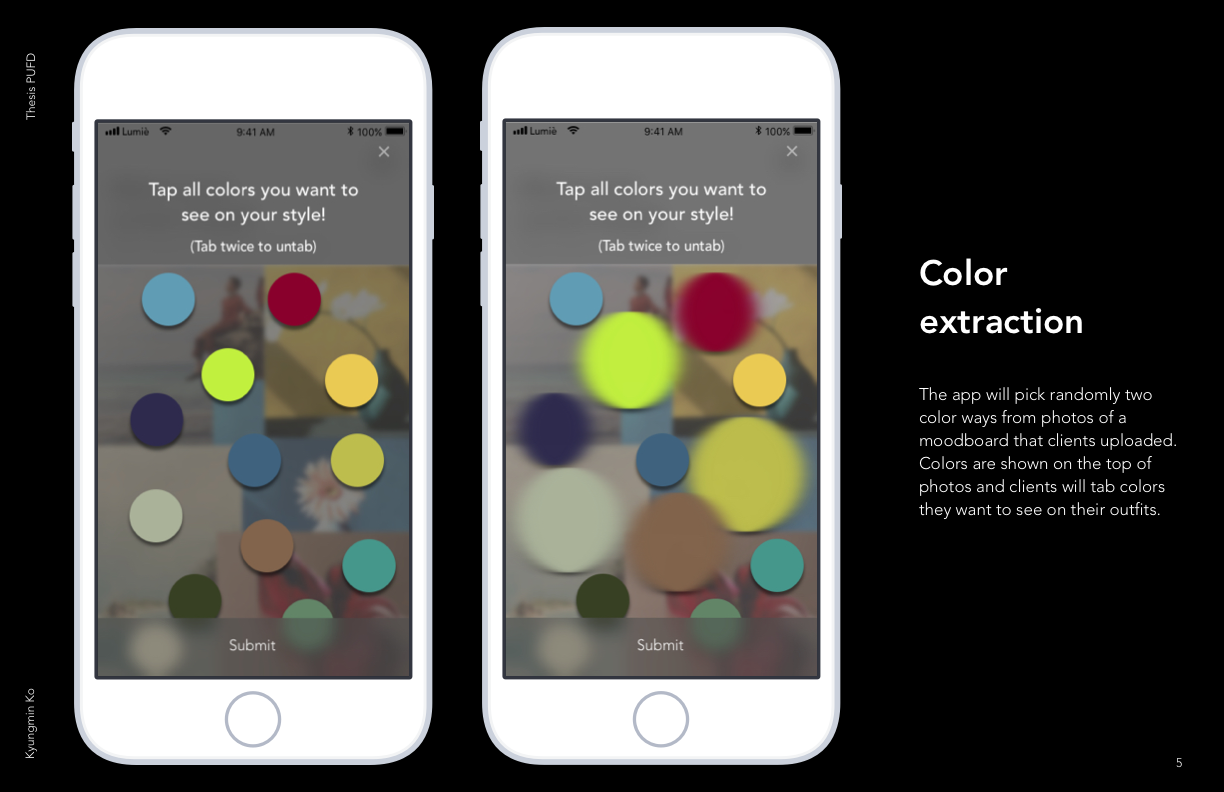 Thesis PUFD
Lumiè 9:41 AM 100%
Tap all colors you want to
see on your style!
(Tab twice to untab)
Submit
Lumiè 9:41 AM 100%
Tap all colors you want to
see on your style!
(Tab twice to untab)
Submit
Color
extraction
The app will pick randomly two
color ways from photos of a
moodboard that clients uploaded.
Colors are shown on the top of
photos and clients will tab colors
they want to see on their outfits.
Kyungmin Ko
5